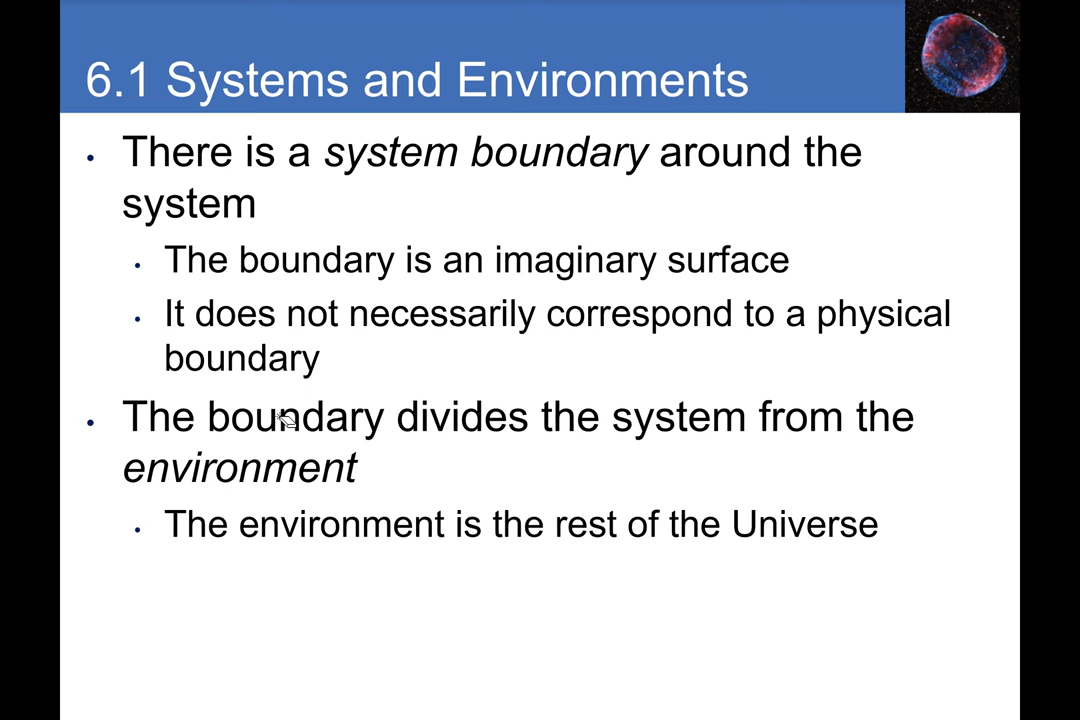 6.1 Systems and Environments
• There is a system boundary around the
system
• The boundary is an imaginary surface
• It does not necessarily correspond to a physical
boundary
• The boundary divides the system from the
environment
• The environment is the rest of the Universe